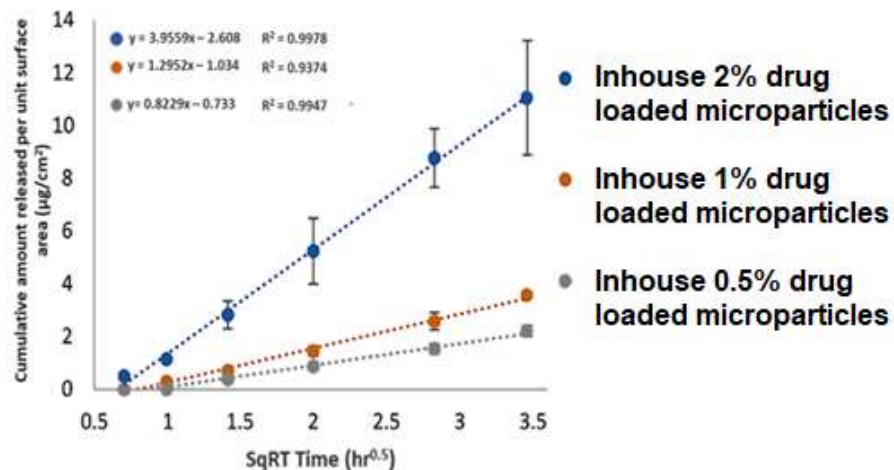 14
12
10
8
6
4
2
0
0.5
1
1.5
2
2.5
3
3.5
Cumulative amount released per unit surface
area (µg/cm²)
SqRT Time (hr⁰·⁵)
y = 3.9559x – 2.608 R² = 0.9978
y = 1.2952x – 1.034 R² = 0.9374
y= 0.8229x – 0.733 R² = 0.9947
Inhouse 2% drug
loaded microparticles
Inhouse 1% drug
loaded microparticles
Inhouse 0.5% drug
loaded microparticles